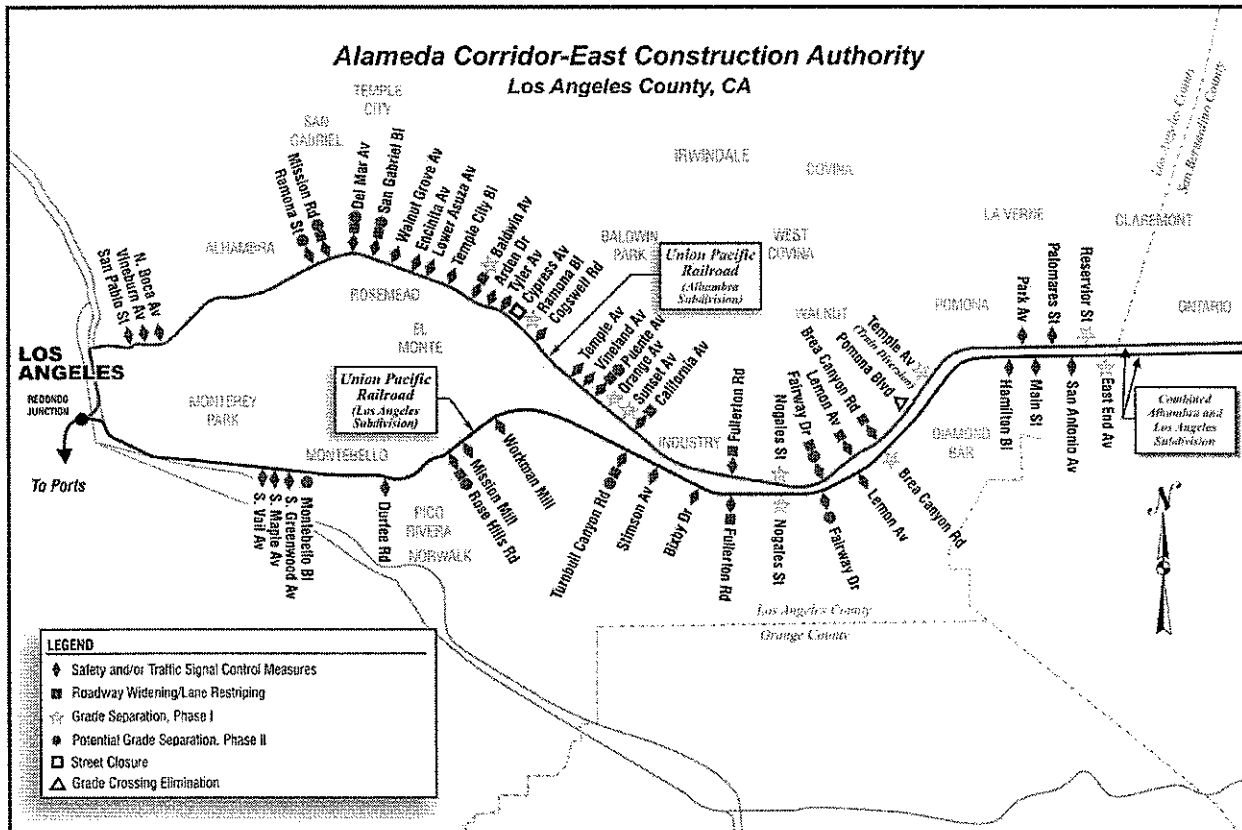 Alameda Corridor-East Construction Authority
Los Angeles County, CA
TEMPLE
CITY
SAN
GABRIEL
IRWINDALE
COVINA
Los Angeles County
San Bernardino County
LA VERNE
CLAREMONT
ALHAMBRA
ROSEMEAD
BALDWIN
PARK
WEST
COVINA
EL
MONTE
WALNUT
POMONA
ONTARIO
San Pablo St
Vineburn Av
N. Boca Av
Ramona St
Mission Rd
Del Mar Av
San Gabriel Bl
Walnut Grove Av
Encinita Av
Lower Asuza Av
Temple City Bl
Baldwin Av
Arden Dr
Tyler Av
Cypress Av
Ramona Bl
Cogswell Rd
Union Pacific
Railroad
(Alhambra
Subdivision)
Temple Av
Vineland Av
Puente Av
Orange Av
Sunset Av
California Av
Fullerton Rd
Nogales St
Fairway Dr
Lemon Av
Brea Canyon Rd
Pomona Blvd
Temple Av
(Train Diversion)
Park Av
Palomares St
Reservior St
LOS
ANGELES
REDONDO
JUNCTION
To Ports
MONTEREY
PARK
MONTEBELLO
Union Pacific
Railroad
(Los Angeles
Subdivision)
PICO
RIVERA
NORWALK
INDUSTRY
DIAMOND
BAR
S. Vail Av
S. Maple Av
S. Greenwood Av
Montebello Bl
Durfee Rd
Rose Hills Rd
Mission Mill
Workman Mill
Turnbull Canyon Rd
Stimson Av
Bixby Dr
Fullerton Rd
Nogales St
Fairway Dr
Lemon Av
Brea Canyon Rd
Hamilton Bl
Main St
San Antonio Av
East End Av
Combined
Alhambra and
Los Angeles
Subdivision
N
Los Angeles County
Orange County
LEGEND
Safety and/or Traffic Signal Control Measures
Roadway Widening/Lane Restriping
Grade Separation, Phase I
Potential Grade Separation, Phase II
Street Closure
Grade Crossing Elimination